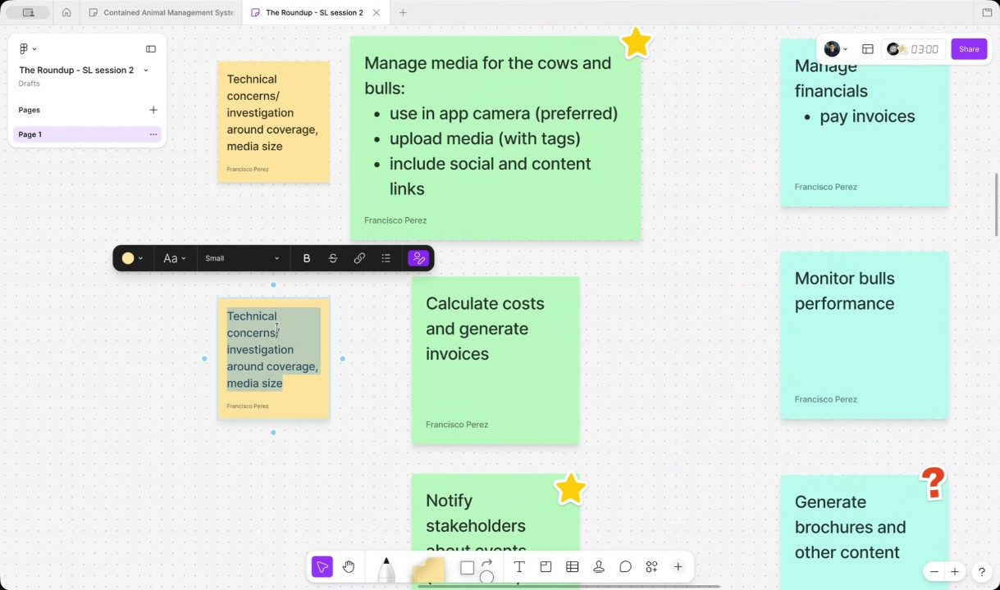 Contained Animal Management Syste
The Roundup - SL session 2
The Roundup - SL session 2
Drafts
Pages
Page 1
03:00
Share
Technical
concerns/
investigation
around coverage,
media size
Francisco Perez
Manage media for the cows and
bulls:
• use in app camera (preferred)
• upload media (with tags)
• include social and content
links
Francisco Perez
Manage
financials
• pay invoices
Francisco Perez
Aa
Small
B
S
Technical
concerns/
investigation
around coverage,
media size
Francisco Perez
Calculate costs
and generate
invoices
Francisco Perez
Monitor bulls
performance
Francisco Perez
Notify
stakeholders
about events
Generate
brochures and
other content
?
T
?